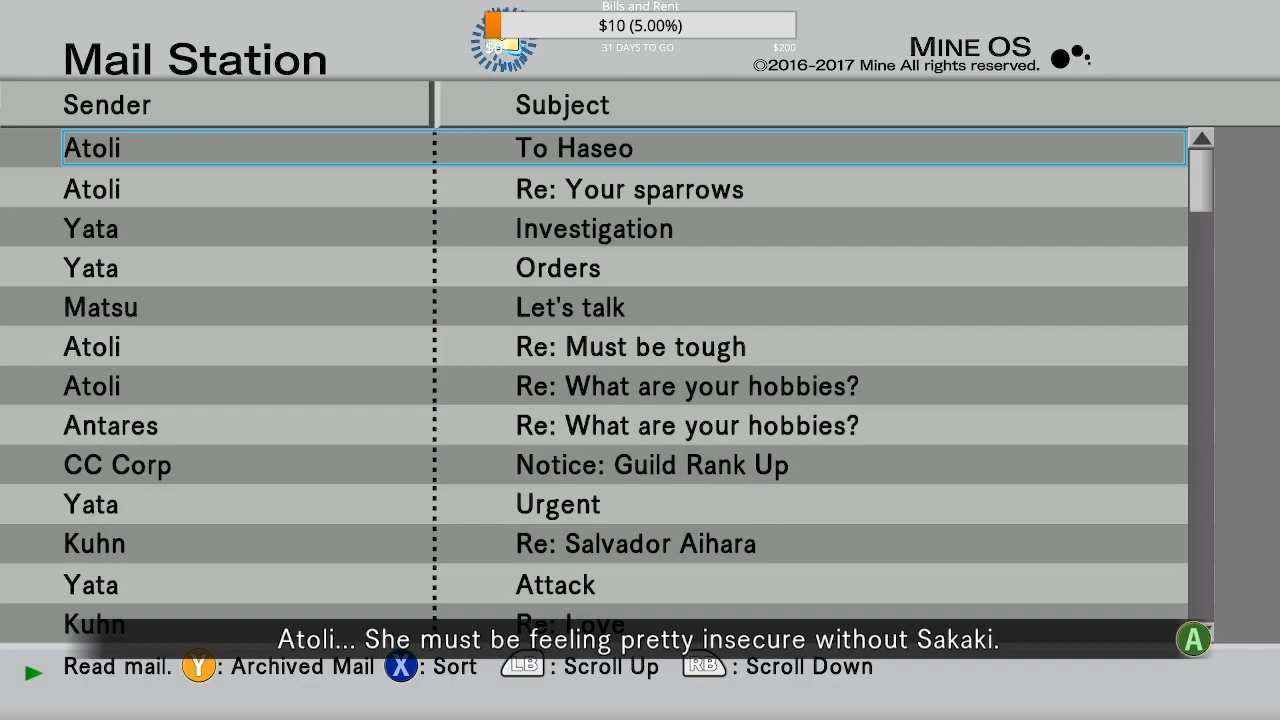 Bills and Rent
$10 (5.00%)
$0 31 DAYS TO GO $200
Mail Station
MINE OS
©2016-2017 Mine All rights reserved.
Sender Subject
Atoli To Haseo
Atoli Re: Your sparrows
Yata Investigation
Yata Orders
Matsu Let's talk
Atoli Re: Must be tough
Atoli Re: What are your hobbies?
Antares Re: What are your hobbies?
CC Corp Notice: Guild Rank Up
Yata Urgent
Kuhn Re: Salvador Aihara
Yata Attack
Kuhn Re: Love
Atoli... She must be feeling pretty insecure without Sakaki. A
Read mail. Y: Archived Mail X: Sort LB: Scroll Up RB: Scroll Down